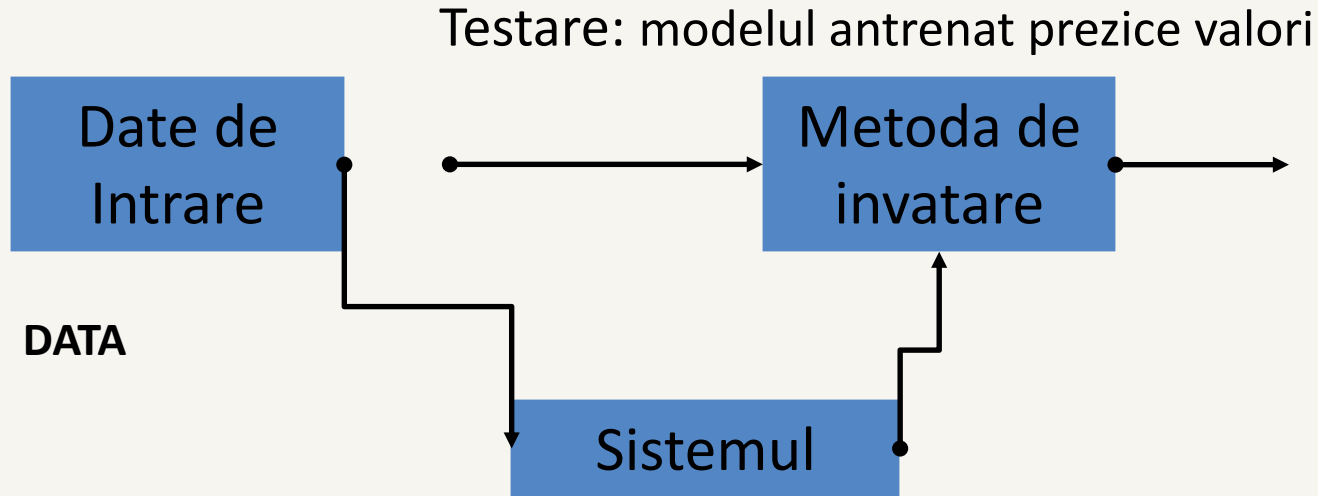 Testare: modelul antrenat prezice valori
Date de
Intrare
Metoda de
invatare
DATA
Sistemul